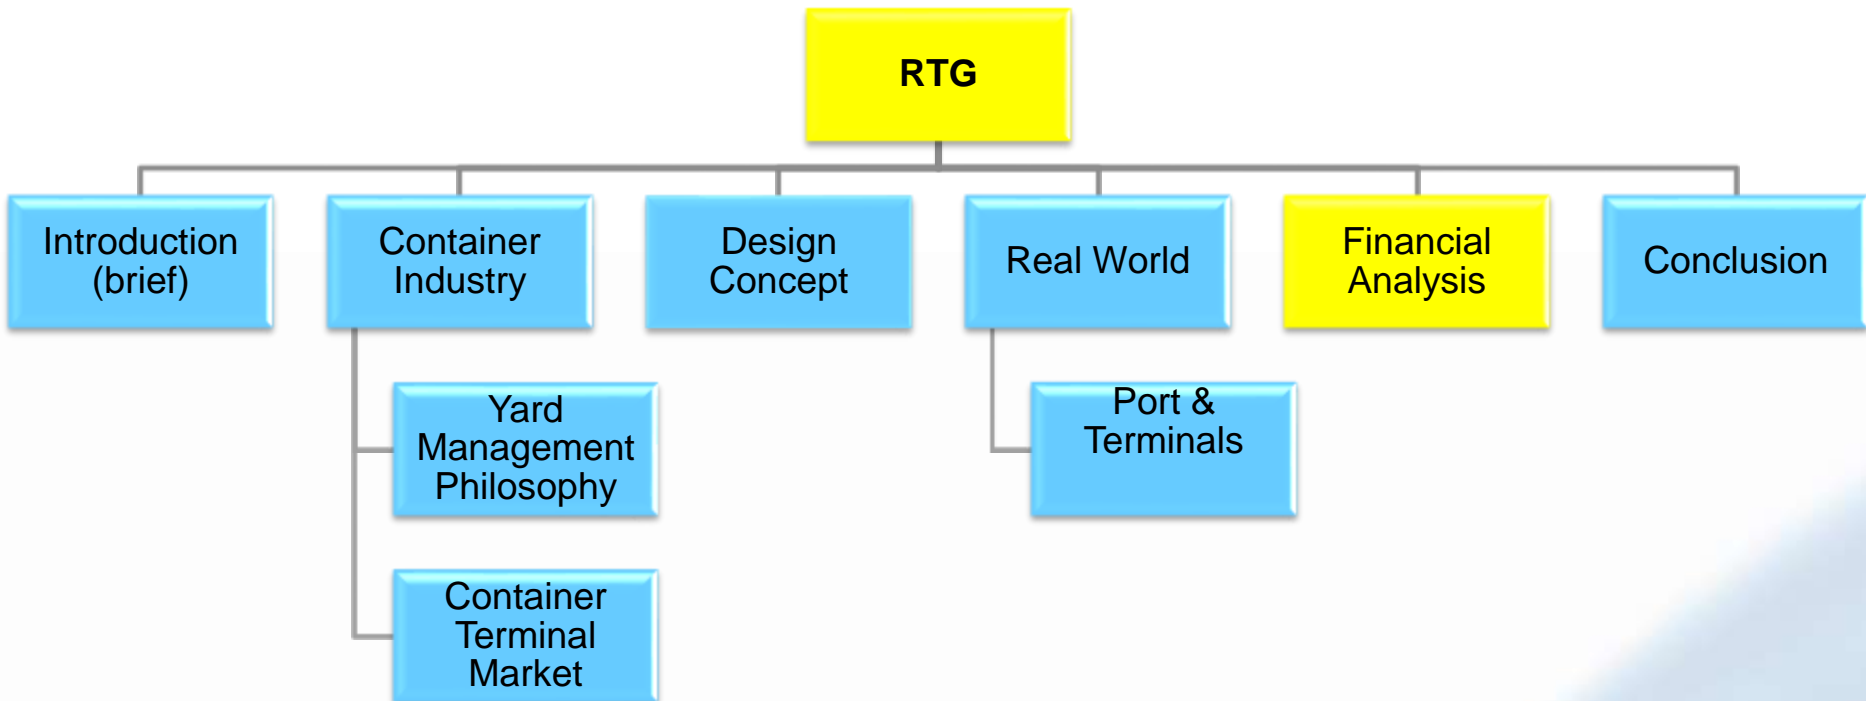 RTG
Introduction
(brief)
Container
Industry
Design
Concept
Real World
Financial
Analysis
Conclusion
Yard
Management
Philosophy
Port &
Terminals
Container
Terminal
Market